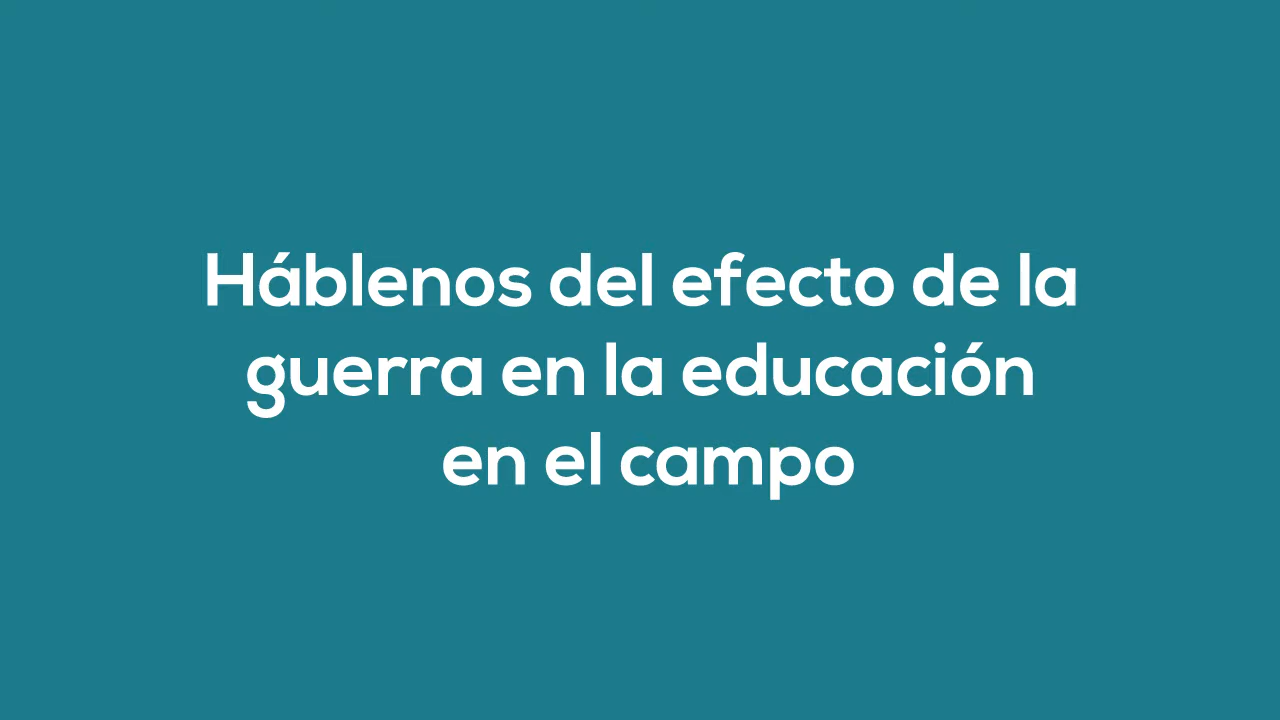 Háblenos del efecto de la
guerra en la educación
en el campo